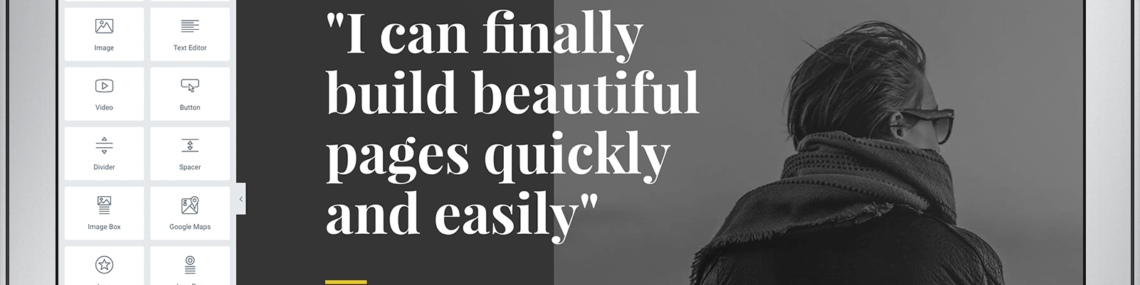 Image
Text Editor
Video
Button
Divider
Spacer
Image Box
Google Maps
"I can finally
build beautiful
pages quickly
and easily"